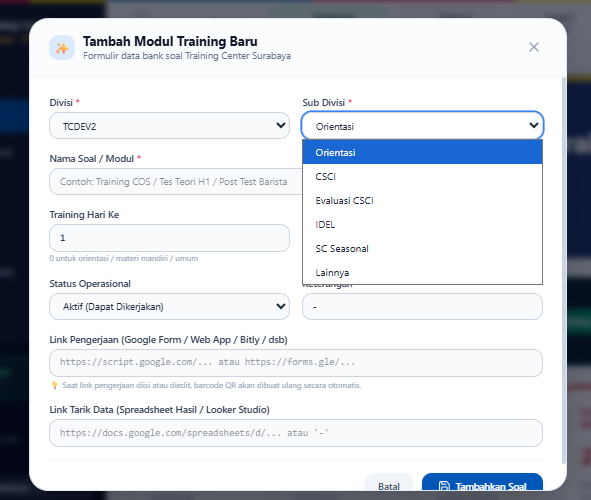 Tambah Modul Training Baru
Formulir data bank soal Training Center Surabaya
Divisi *
Sub Divisi *
TCDEV2
Orientasi
Orientasi
CSCI
Evaluasi CSCI
IDEL
SC Seasonal
Lainnya
Nama Soal / Modul *
Contoh: Training COS / Tes Teori H1 / Post Test Barista
Training Hari Ke
1
0 untuk orientasi / materi mandiri / umum
Status Operasional
Keterangan
Aktif (Dapat Dikerjakan)
-
Link Pengerjaan (Google Form / Web App / Bitly / dsb)
https://script.google.com/... atau https://forms.gle/...
💡 Saat link pengerjaan diisi atau diedit, barcode QR akan dibuat ulang secara otomatis.
Link Tarik Data (Spreadsheet Hasil / Looker Studio)
https://docs.google.com/spreadsheets/d/... atau '-'
Batal
Tambahkan Soal